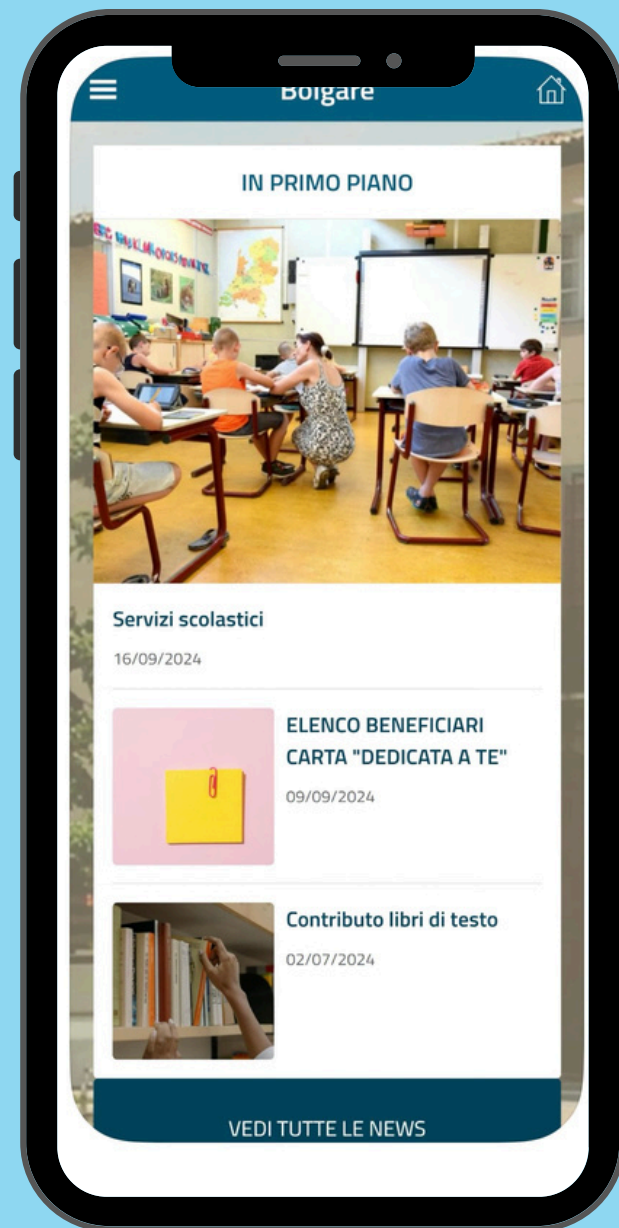 Bolgare
IN PRIMO PIANO
Servizi scolastici
16/09/2024
ELENCO BENEFICIARI
CARTA "DEDICATA A TE"
09/09/2024
Contributo libri di testo
02/07/2024
VEDI TUTTE LE NEWS